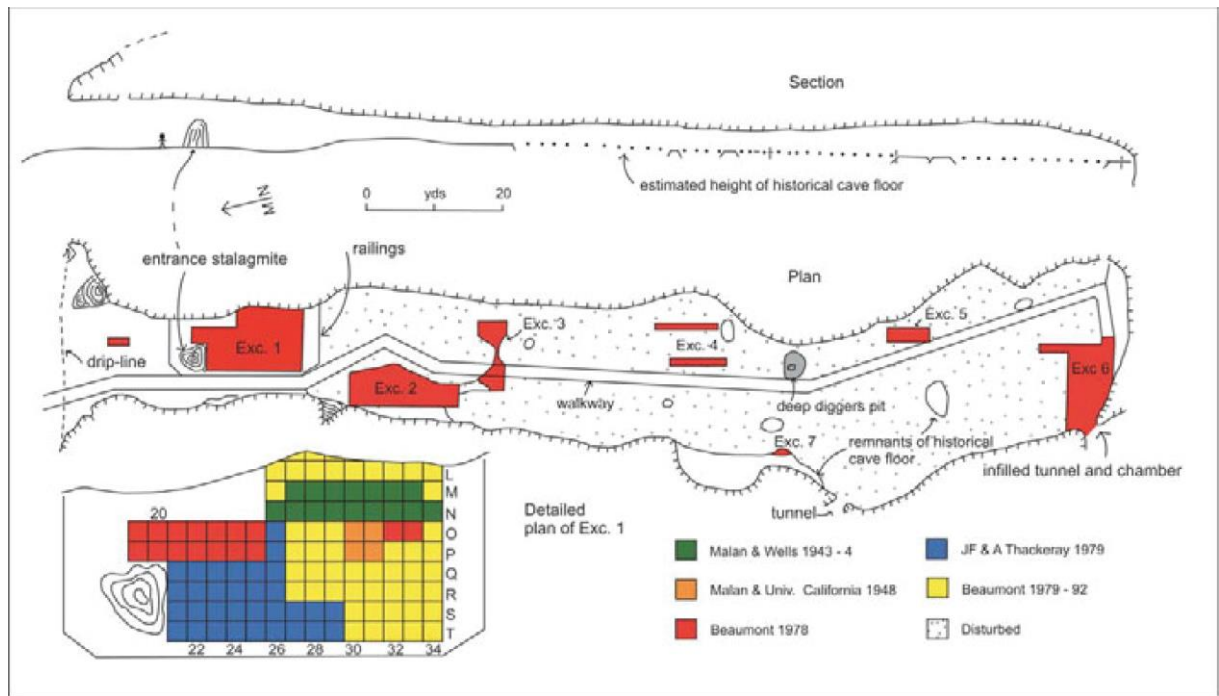 Section
estimated height of historical cave floor
0 yds 20
N M
entrance stalagmite
railings
Plan
Exc. 3
Exc. 5
Exc. 1
Exc. 4
Exc 6
drip-line
Exc. 2
walkway
deep diggers pit
Exc. 7
remnants of historical
cave floor
infilled tunnel and chamber
tunnel
L
M
N
O
P
Q
R
S
T
20
22 24 26 28 30 32 34
Detailed
plan of Exc. 1
Malan & Wells 1943 - 4
Malan & Univ. California 1948
Beaumont 1978
JF & A Thackeray 1979
Beaumont 1979 - 92
Disturbed